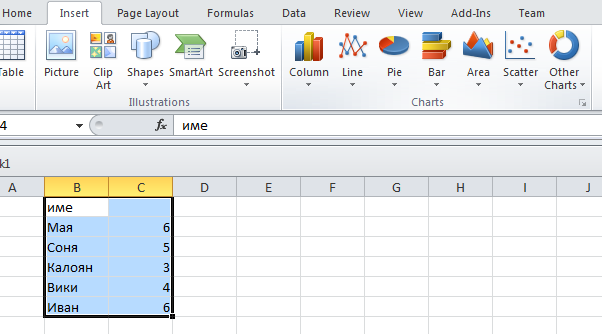 Home Insert Page Layout Formulas Data Review View Add-Ins Team
Table Picture Clip Art Shapes SmartArt Screenshot Column Line Pie Bar Area Scatter Other Charts
Illustrations Charts
4 fx име
k1
A B C D E F G H I J
име
Мая 6
Соня 5
Калоян 3
Вики 4
Иван 6